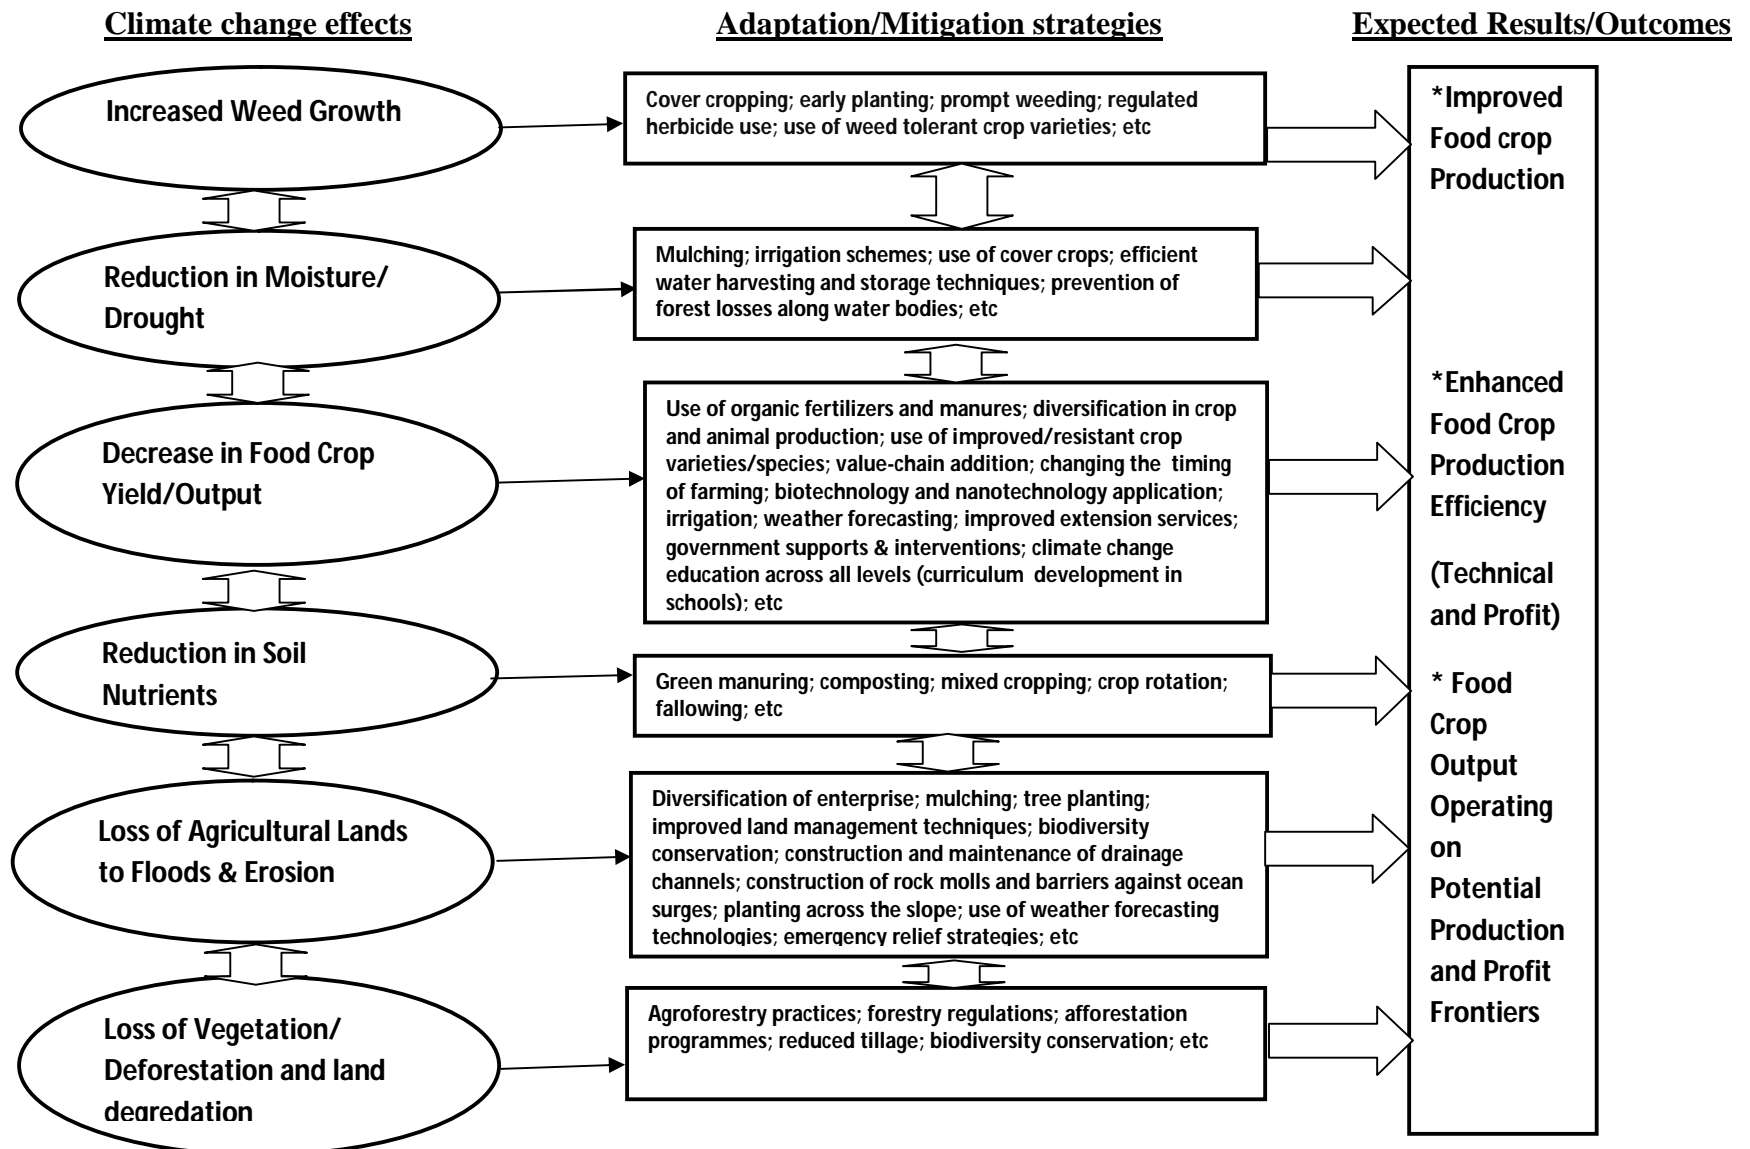 Climate change effects
Adaptation/Mitigation strategies
Expected Results/Outcomes
Increased Weed Growth
Cover cropping; early planting; prompt weeding; regulated
herbicide use; use of weed tolerant crop varieties; etc
Reduction in Moisture/
Drought
Mulching; irrigation schemes; use of cover crops; efficient
water harvesting and storage techniques; prevention of
forest losses along water bodies; etc
Decrease in Food Crop
Yield/Output
Use of organic fertilizers and manures; diversification in crop
and animal production; use of improved/resistant crop
varieties/species; value-chain addition; changing the timing
of farming; biotechnology and nanotechnology application;
irrigation; weather forecasting; improved extension services;
government supports & interventions; climate change
education across all levels (curriculum development in
schools); etc
Reduction in Soil
Nutrients
Green manuring; composting; mixed cropping; crop rotation;
fallowing; etc
Loss of Agricultural Lands
to Floods & Erosion
Diversification of enterprise; mulching; tree planting;
improved land management techniques; biodiversity
conservation; construction and maintenance of drainage
channels; construction of rock molls and barriers against ocean
surges; planting across the slope; use of weather forecasting
technologies; emergency relief strategies; etc
Loss of Vegetation/
Deforestation and land
degredation
Agroforestry practices; forestry regulations; afforestation
programmes; reduced tillage; biodiversity conservation; etc
*Improved
Food crop
Production
*Enhanced
Food Crop
Production
Efficiency
(Technical
and Profit)
* Food
Crop
Output
Operating
on
Potential
Production
and Profit
Frontiers